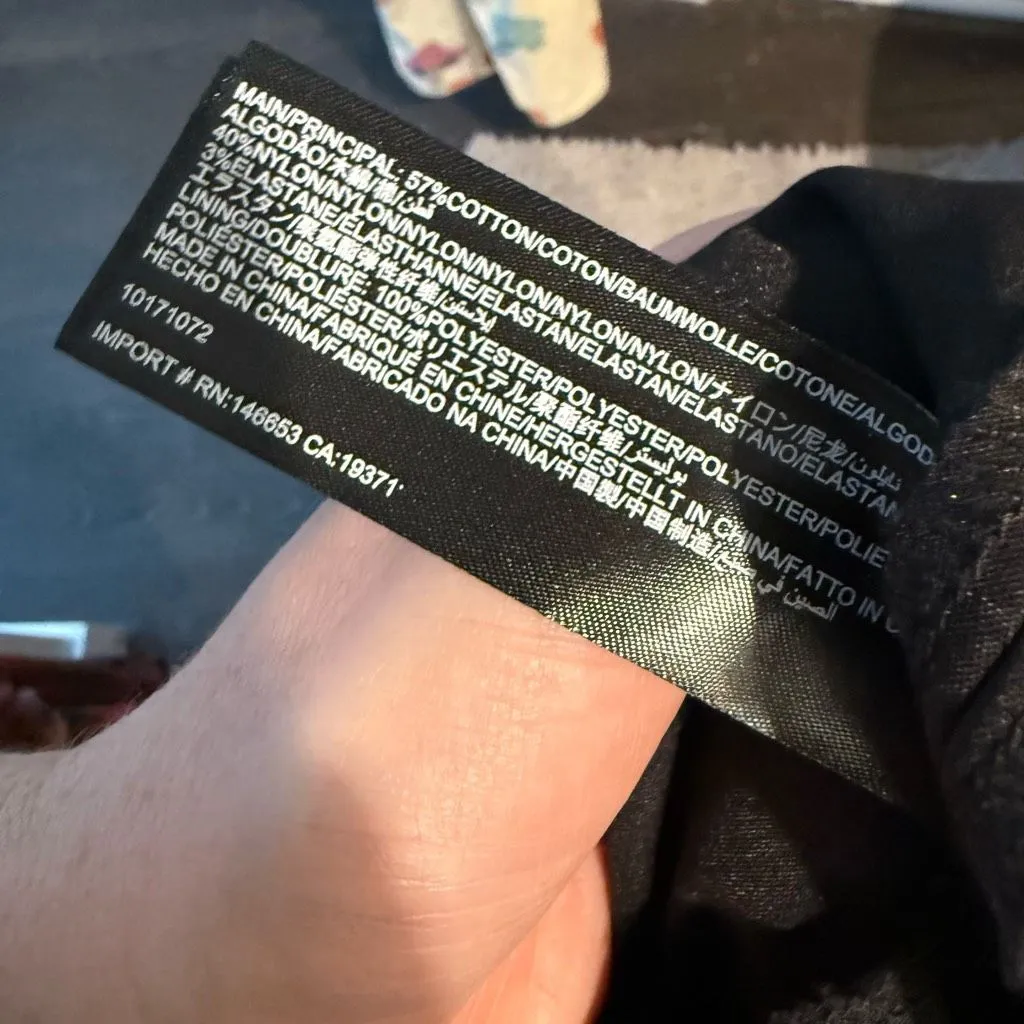 MAIN/PRINCIPAL: 57%COTTON/COTON/BAUMWOLLE/COTONE/ALGOD
ALGODÃO/木綿/棉/قطن
40%NYLON/NYLON/NYLON/NYLON/NYLON/NYLON/ナイロン/尼龙/نايلون
3%ELASTANE/ELASTHANNE/ELASTAN/ELASTAN/ELASTANO/ELASTAN
エラスタン/聚氨酯弹性纤维/إيلاستين
LINING/DOUBLURE: 100%POLYESTER/POLYESTER/POLYESTER/POLIE
POLIÉSTER/POLIÉSTER/ポリエステル/聚酯纤维/بوليستر
MADE IN CHINA/FABRIQUÉ EN CHINE/HERGESTELLT IN CHINA/FATTO IN C
HECHO EN CHINA/FABRICADO NA CHINA/中国製/中国制造/صنع في الصين
10171072
IMPORT # RN:146653 CA:19371